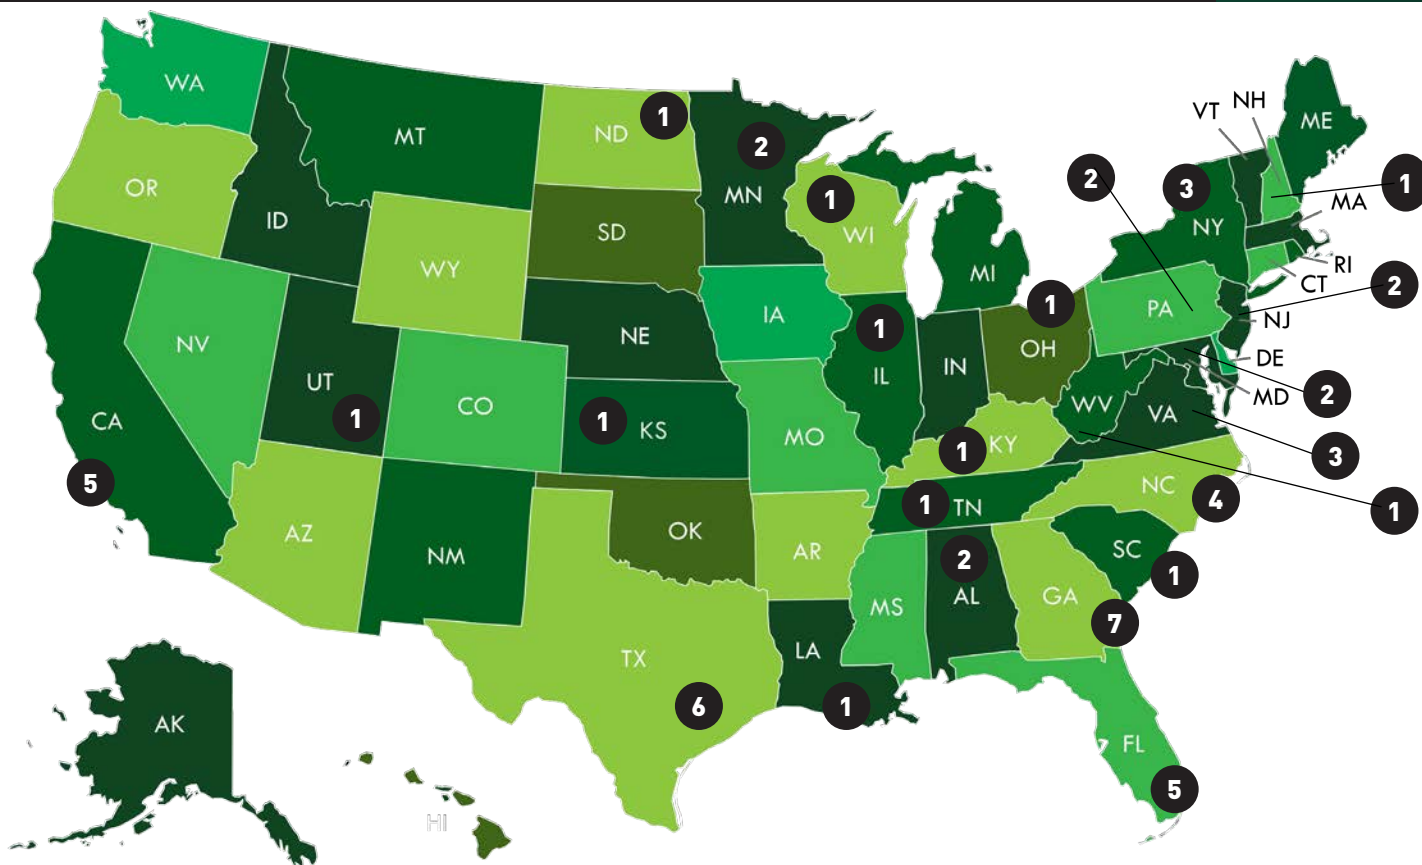 WA
MT
ND
1
2
MN
OR
ID
WY
SD
1
WI
MI
VT
NH
ME
2
3
NY
1
MA
RI
CT
PA
2
NJ
DE
MD
2
NV
UT
1
CO
NE
IA
1
IL
IN
1
OH
WV
VA
3
1
CA
5
KS
1
MO
1
KY
1
TN
NC
4
AZ
NM
OK
AR
MS
2
AL
GA
7
SC
1
TX
6
LA
1
FL
5
AK
HI